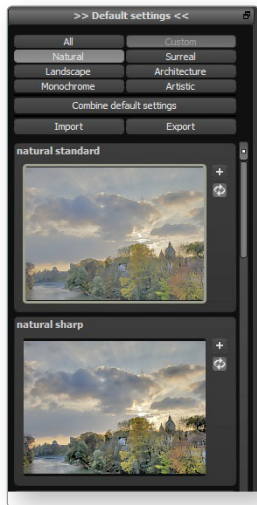 >> Default settings <<
All Custom
Natural Surreal
Landscape Architecture
Monochrome Artistic
Combine default settings
Import Export
natural standard
natural sharp